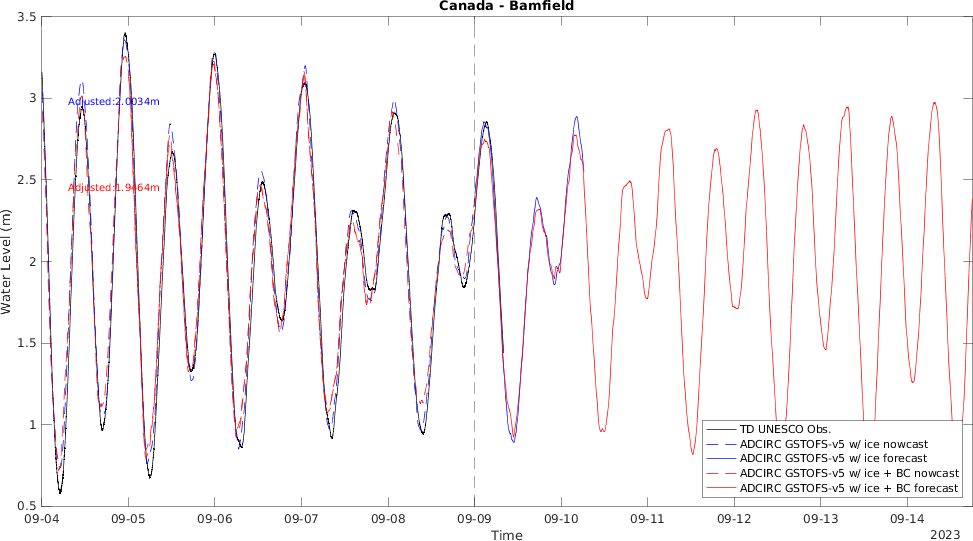 Canada - Bamfield
3.5
3
2.5
2
1.5
1
0.5
Water Level (m)
Adjusted:2.0034m
Adjusted:1.9464m
TD UNESCO Obs.
ADCIRC GSTOFS-v5 w/ ice nowcast
ADCIRC GSTOFS-v5 w/ ice forecast
ADCIRC GSTOFS-v5 w/ ice + BC nowcast
ADCIRC GSTOFS-v5 w/ ice + BC forecast
09-04 09-05 09-06 09-07 09-08 09-09 09-10 09-11 09-12 09-13 09-14
Time
2023